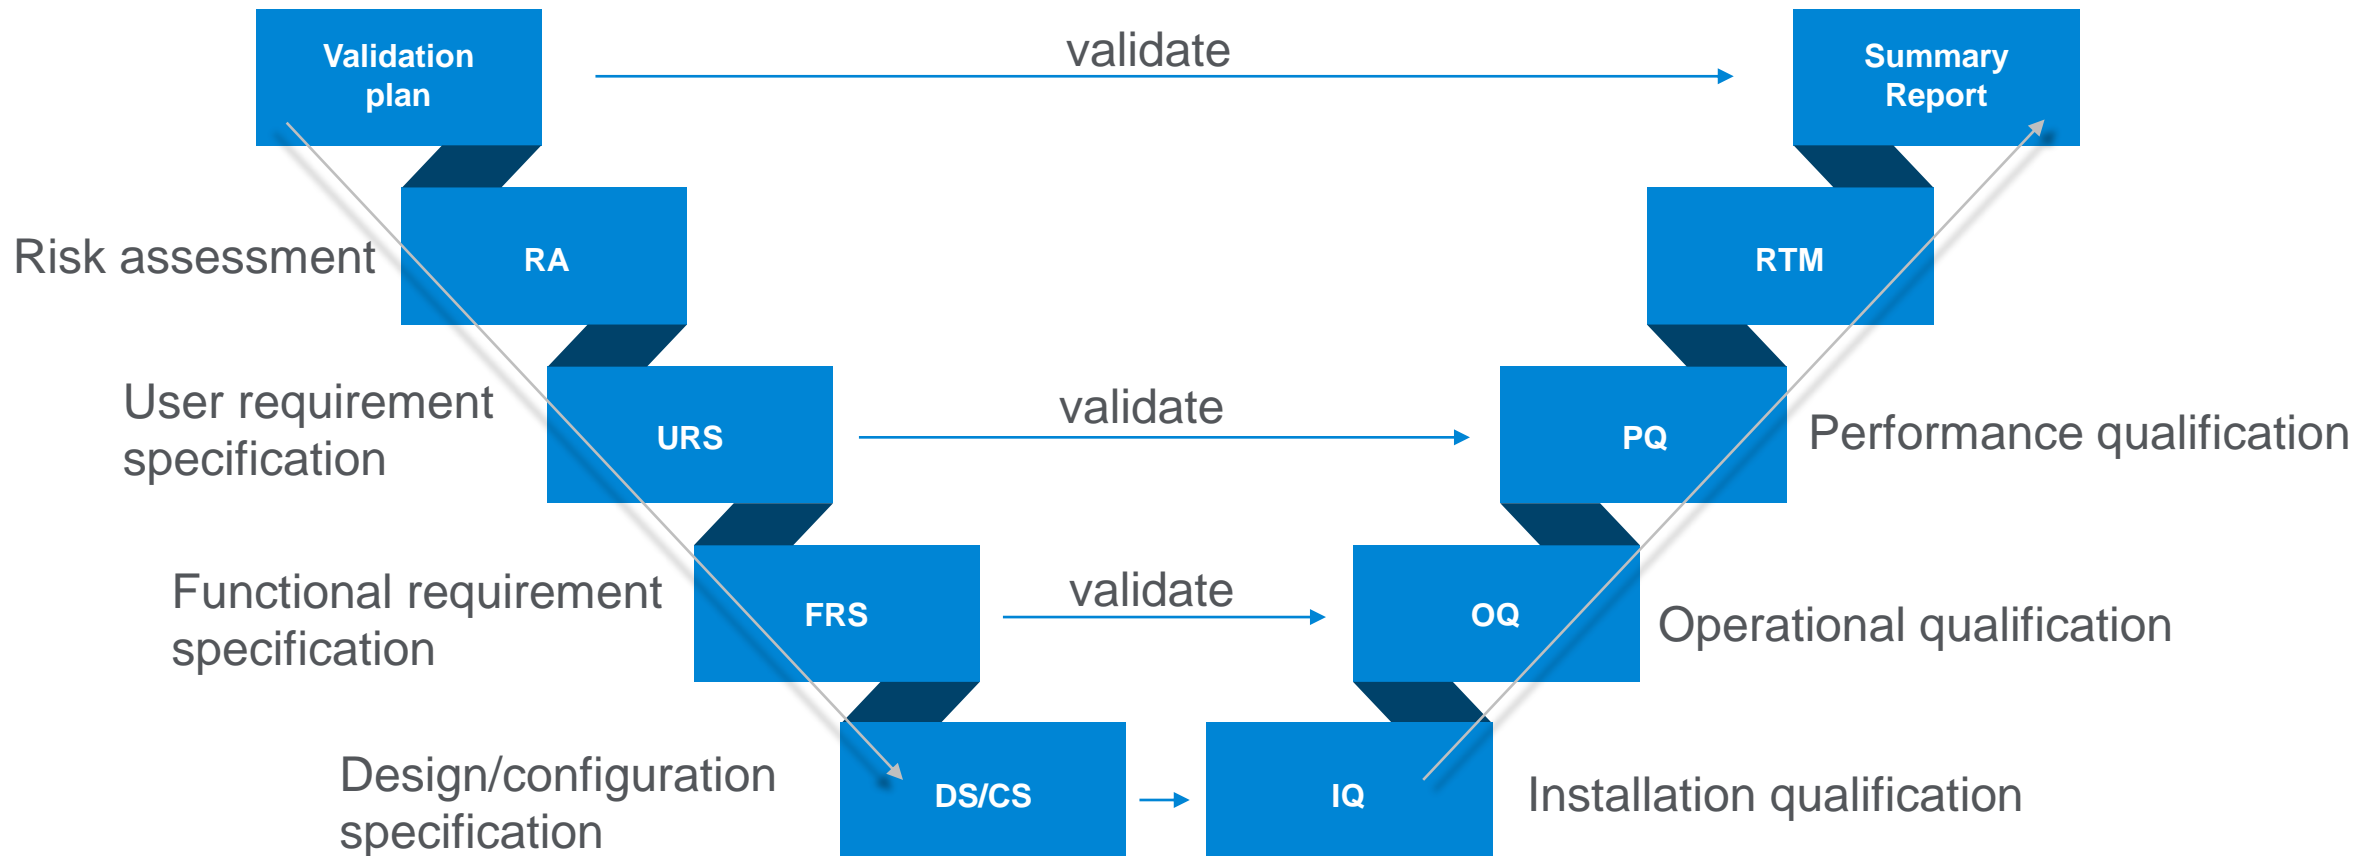 Validation
plan
validate
Summary
Report
Risk assessment
RA
RTM
User requirement
specification
URS
validate
PQ
Performance qualification
Functional requirement
specification
FRS
validate
OQ
Operational qualification
Design/configuration
specification
DS/CS
IQ
Installation qualification